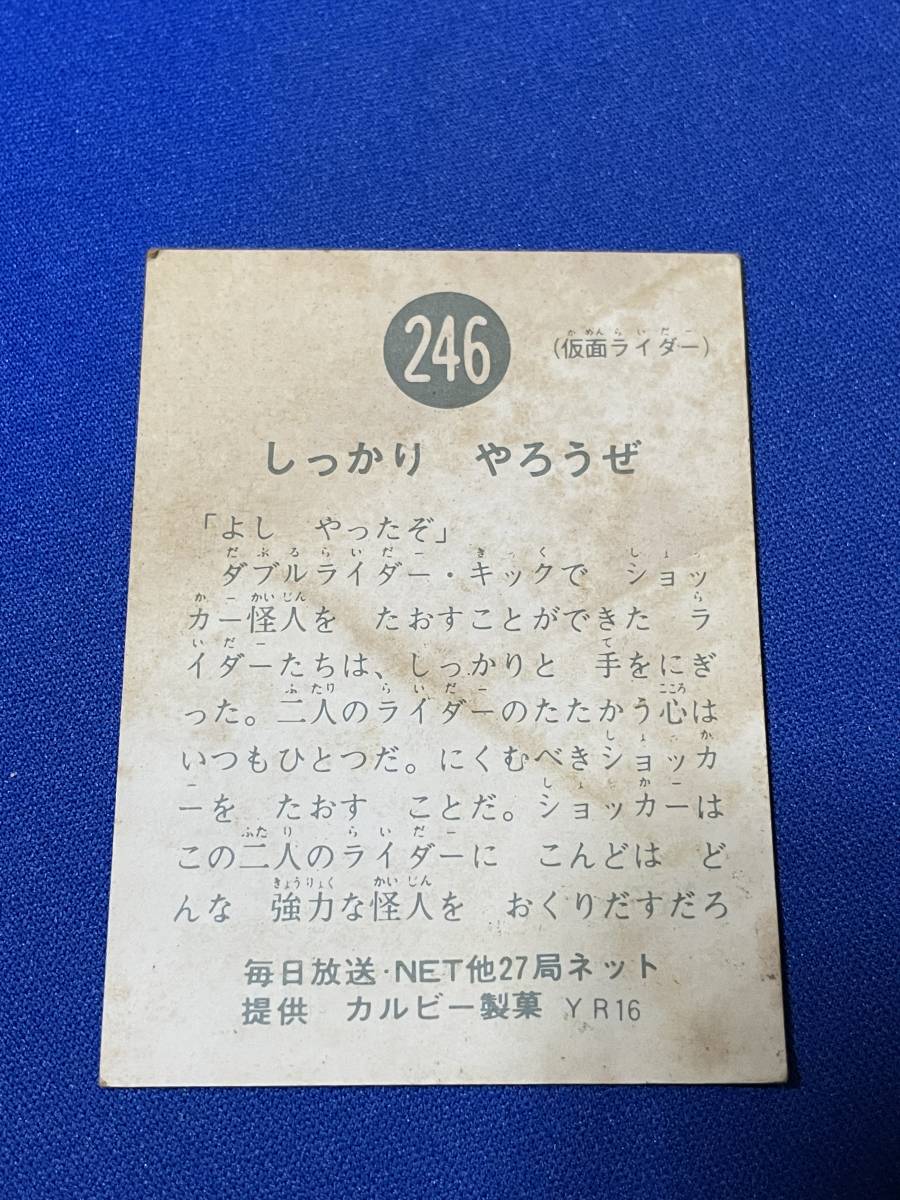 246
(仮面ライダー)
しっかり　やろうぜ
「よし　やったぞ」
ダブルライダー・キックで　ショッ
カー怪人を　たおすことができた　ラ
イダーたちは、しっかりと　手をにぎ
った。二人のライダーのたたかう心は
いつもひとつだ。にくむべきショッカ
ーを　たおす　ことだ。ショッカーは
この二人のライダーに　こんどは　ど
んな　強力な怪人を　おくりだすだろ
毎日放送・NET他27局ネット
提供　カルビー製菓 YR16